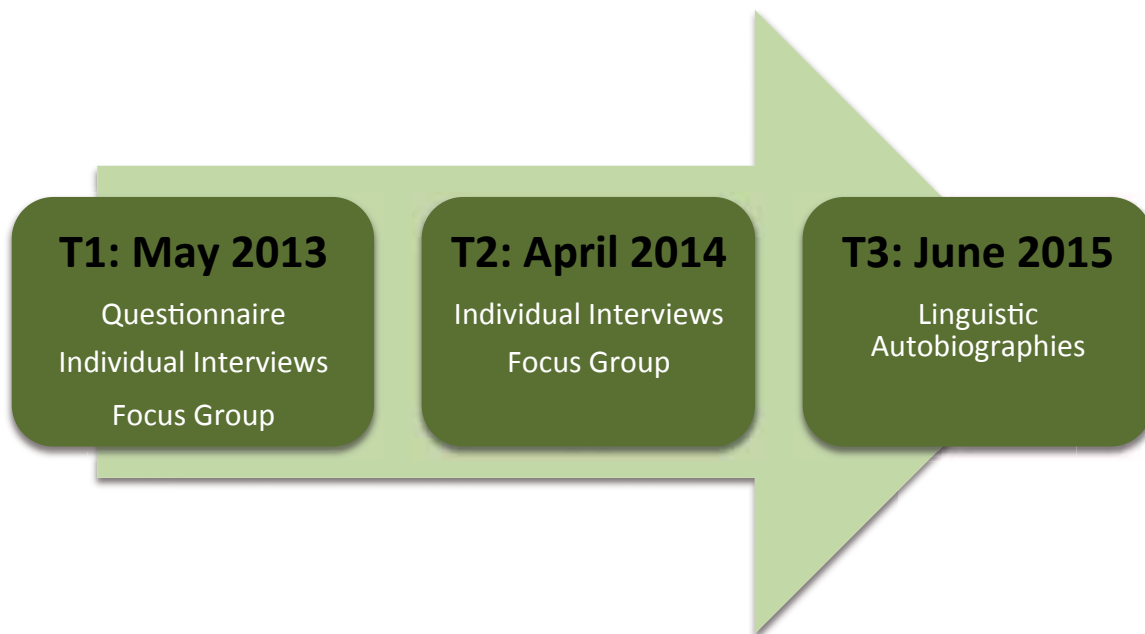 T1: May 2013
Questionnaire
Individual Interviews
Focus Group
T2: April 2014
Individual Interviews
Focus Group
T3: June 2015
Linguistic
Autobiographies